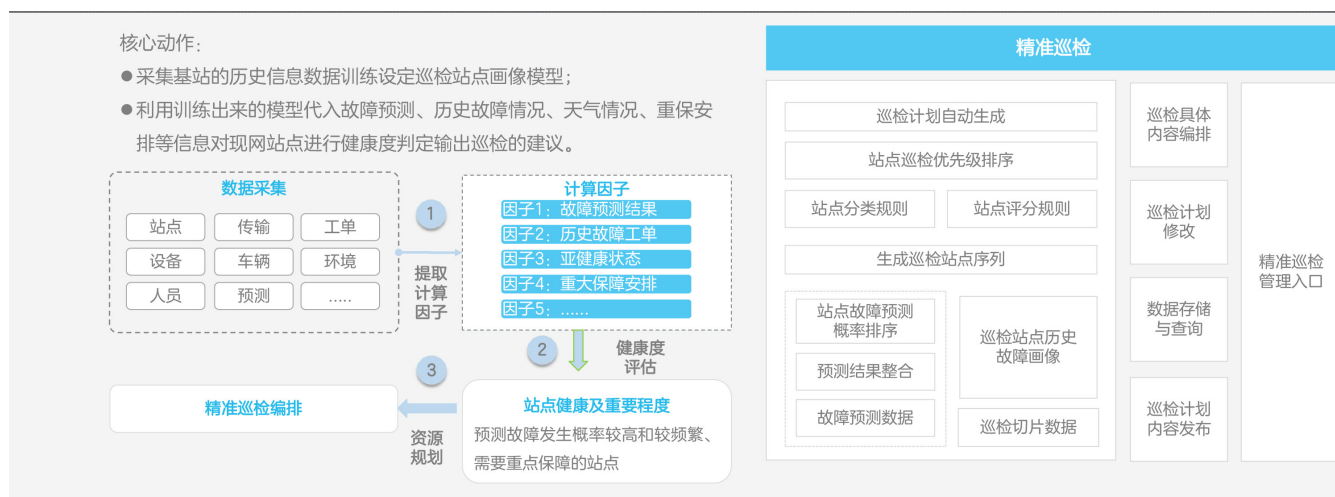 核心动作：
●采集基站的历史信息数据训练设定巡检站点画像模型；
●利用训练出来的模型代入故障预测、历史故障情况、天气情况、重保安
排等信息对现网站点进行健康度判定输出巡检的建议。
数据采集
站点
传输
工单
设备
车辆
环境
人员
预测
.....
1
提取
计算
因子
计算因子
因子1：故障预测结果
因子2：历史故障工单
因子3：亚健康状态
因子4：重大保障安排
因子5：……
2
健康度
评估
站点健康及重要程度
预测故障发生概率较高和较频繁、
需要重点保障的站点
3
资源
规划
精准巡检编排
精准巡检
巡检计划自动生成
站点巡检优先级排序
站点分类规则
站点评分规则
生成巡检站点序列
站点故障预测
概率排序
预测结果整合
故障预测数据
巡检站点历史
故障画像
巡检切片数据
巡检具体
内容编排
巡检计划
修改
数据存储
与查询
巡检计划
内容发布
精准巡检
管理入口